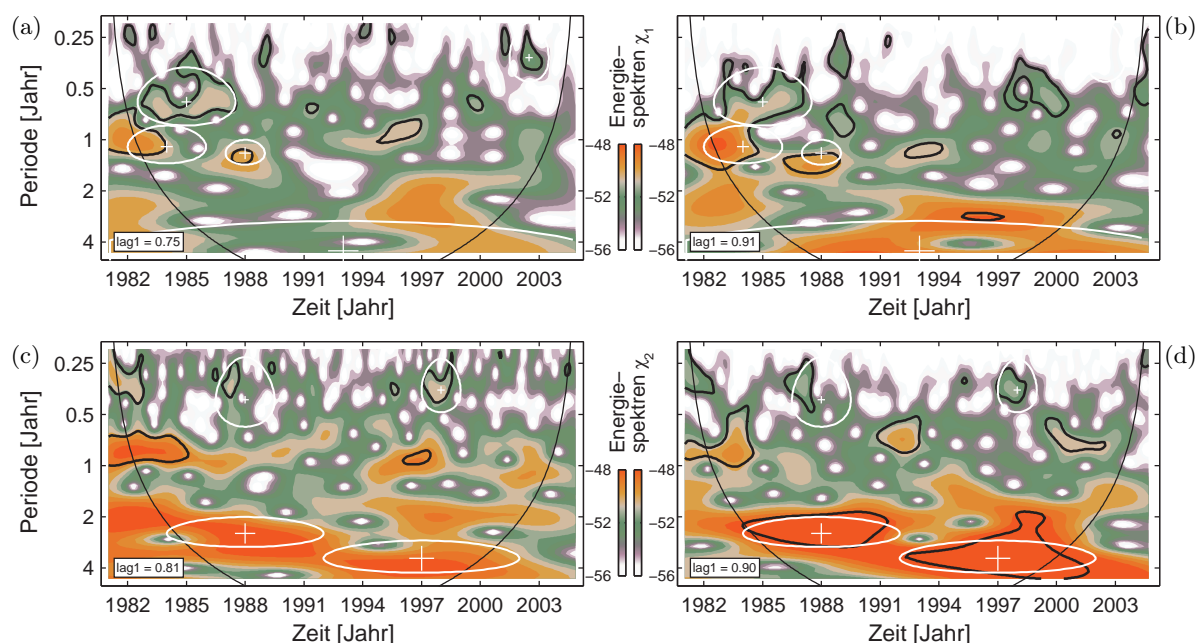 (a)
Periode [Jahr]
0.25
0.5
1
2
4
lag1 = 0.75
1982 1985 1988 1991 1994 1997 2000 2003
Zeit [Jahr]
Energie–
spektren χ1
–48
–52
–56
–48
–52
–56
(b)
lag1 = 0.91
1982 1985 1988 1991 1994 1997 2000 2003
Zeit [Jahr]
(c)
Periode [Jahr]
0.25
0.5
1
2
4
lag1 = 0.81
1982 1985 1988 1991 1994 1997 2000 2003
Zeit [Jahr]
Energie–
spektren χ2
–48
–52
–56
–48
–52
–56
(d)
lag1 = 0.90
1982 1985 1988 1991 1994 1997 2000 2003
Zeit [Jahr]